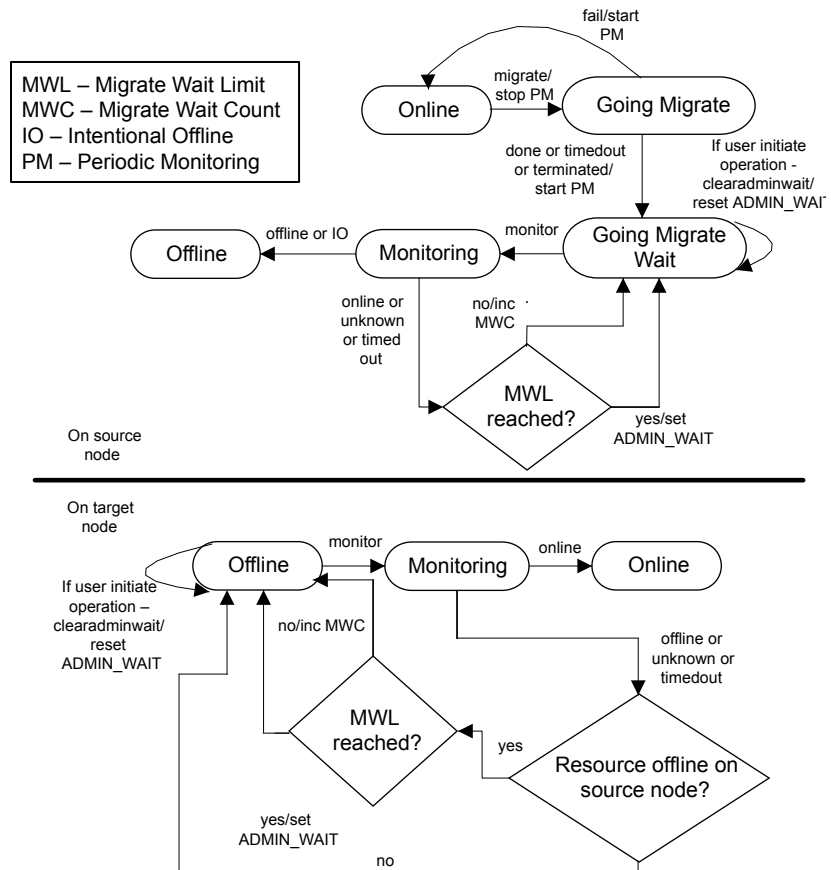 fail/start
PM
MWL – Migrate Wait Limit
MWC – Migrate Wait Count
IO – Intentional Offline
PM – Periodic Monitoring
Online
migrate/
stop PM
Going Migrate
done or timedout
or terminated/
start PM
If user initiate
operation -
clearadminwait/
reset ADMIN_WAIT
Offline
offline or IO
Monitoring
monitor
Going Migrate
Wait
online or
unknown
or timed
out
no/inc
MWC
MWL
reached?
yes/set
ADMIN_WAIT
On source
node
On target
node
Offline
monitor
Monitoring
online
Online
If user initiate
operation –
clearadminwait/
reset
ADMIN_WAIT
no/inc MWC
offline or
unknown or
timedout
MWL
reached?
yes
Resource offline on
source node?
yes/set
ADMIN_WAIT
no